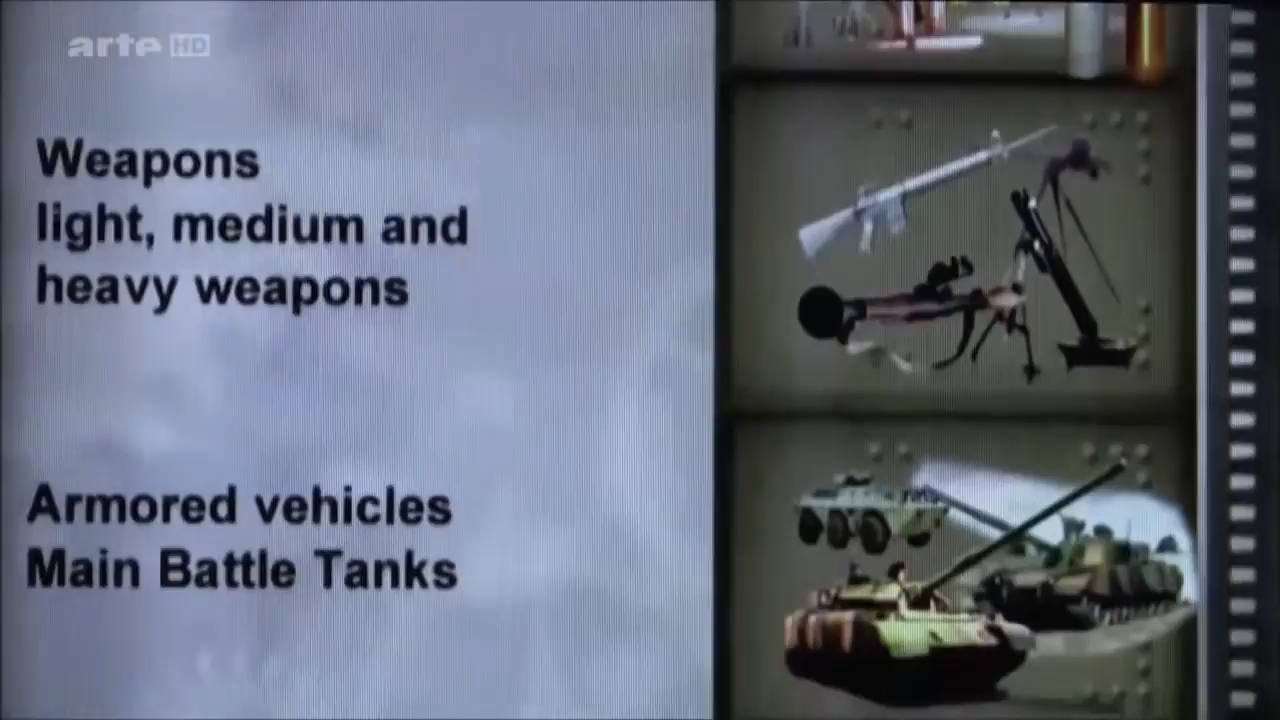 arte HD
Weapons
light, medium and
heavy weapons
Armored vehicles
Main Battle Tanks